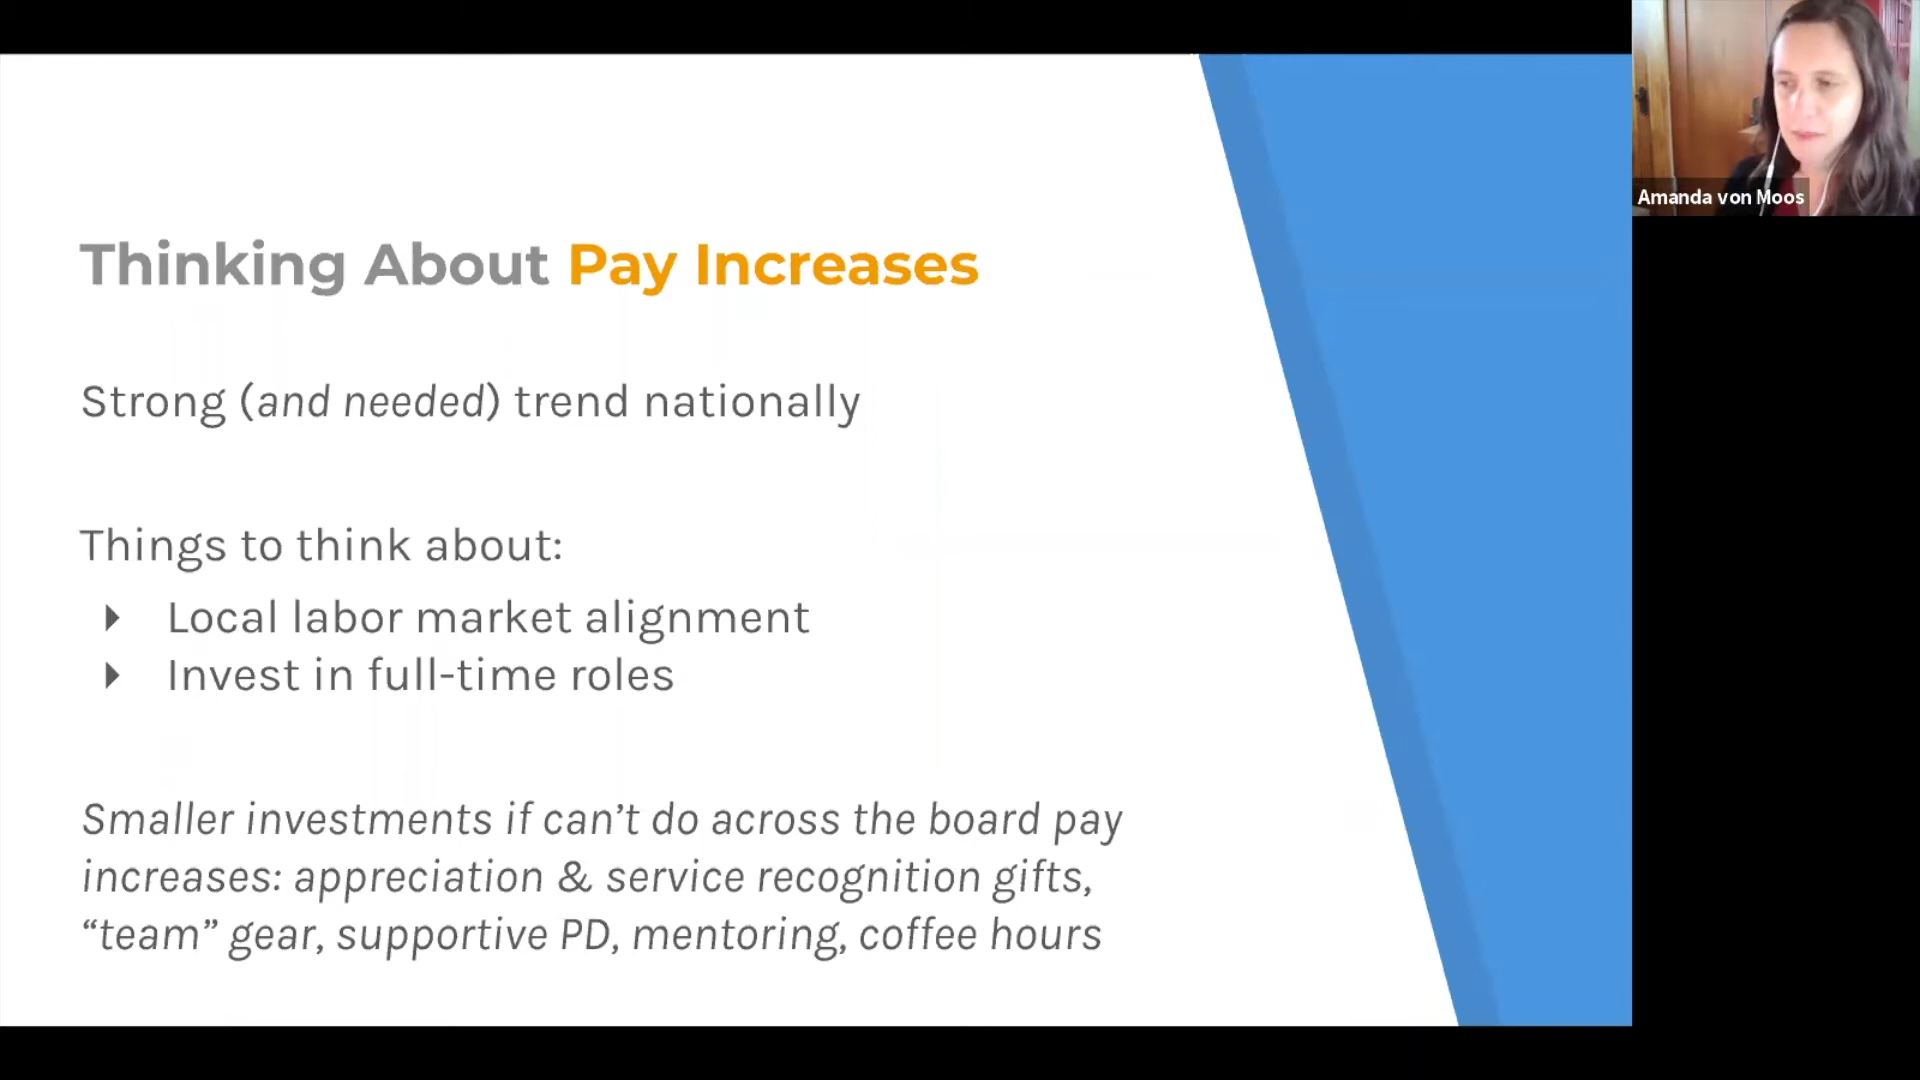 Thinking About Pay Increases
Strong (and needed) trend nationally
Things to think about:
Local labor market alignment
Invest in full-time roles
Smaller investments if can’t do across the board pay
increases: appreciation & service recognition gifts,
“team” gear, supportive PD, mentoring, coffee hours
Amanda von Moos